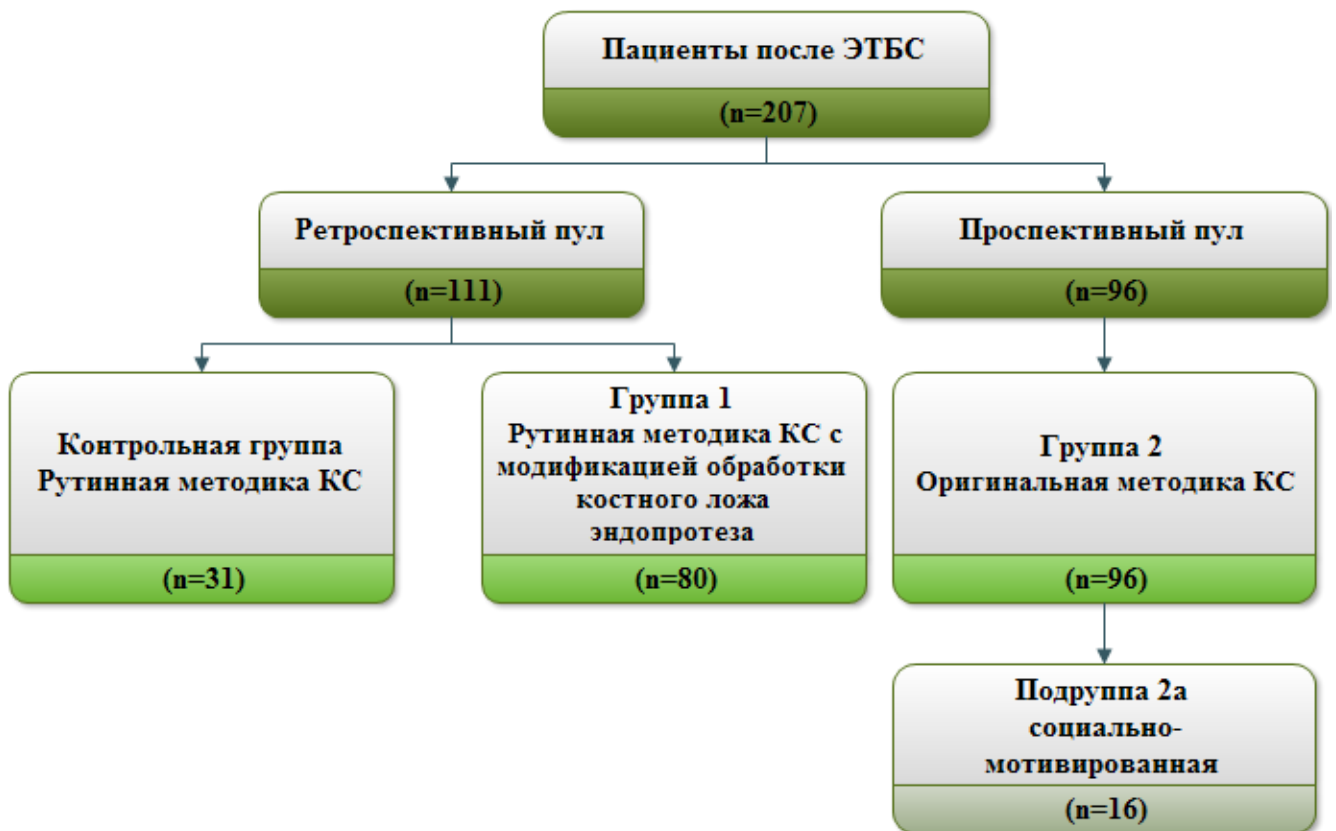 Пациенты после ЭТБС
(n=207)
Ретроспективный пул
(n=111)
Проспективный пул
(n=96)
Контрольная группа
Рутинная методика КС
(n=31)
Группа 1
Рутинная методика КС с
модификацией обработки
костного ложа
эндопротеза
(n=80)
Группа 2
Оригинальная методика КС
(n=96)
Подруппа 2а
социально-
мотивированная
(n=16)